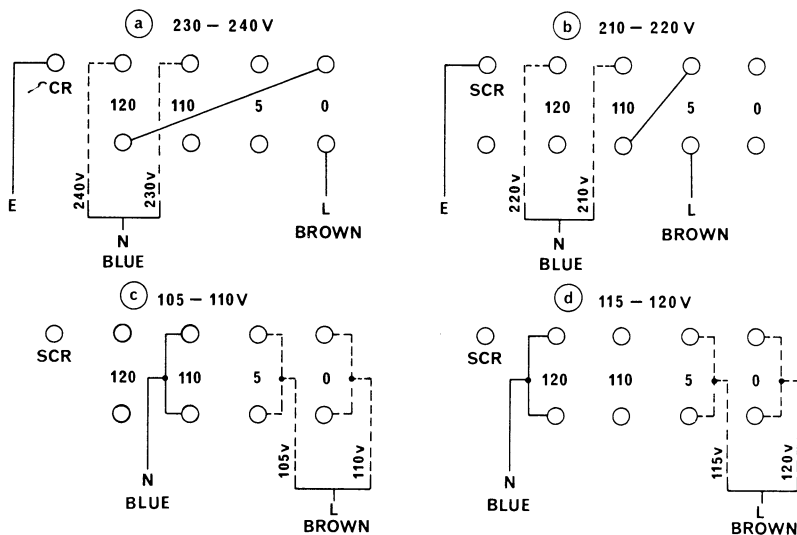 a 230 – 240 V
CR
120 110 5 0
240v 230v
E
N
BLUE
L
BROWN
b 210 – 220 V
SCR
120 110 5 0
220v 210v
E
N
BLUE
L
BROWN
c 105 – 110 V
SCR
120 110 5 0
105v 110v
N
BLUE
L
BROWN
d 115 – 120 V
SCR
120 110 5 0
115v 120v
N
BLUE
L
BROWN